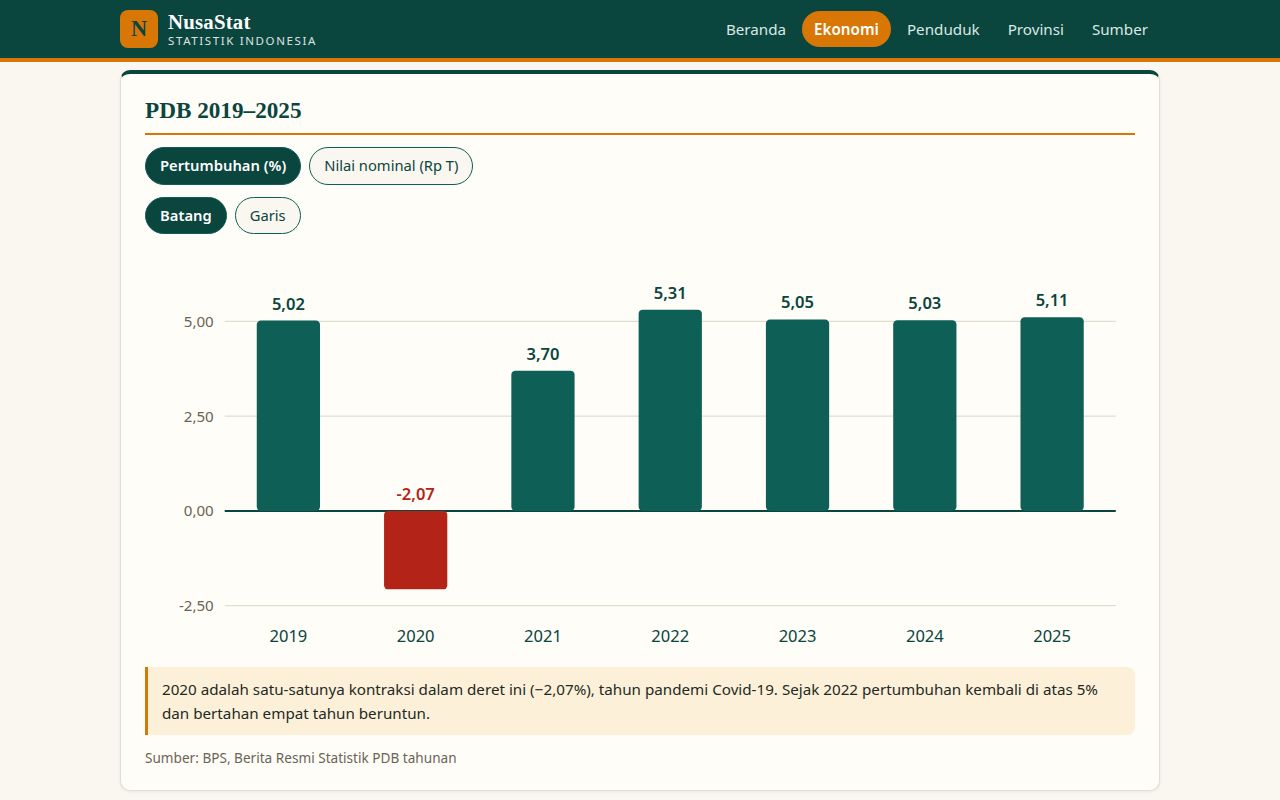 N
NusaStat
STATISTIK INDONESIA
Beranda
Ekonomi
Penduduk
Provinsi
Sumber
PDB 2019–2025
Pertumbuhan (%)
Nilai nominal (Rp T)
Batang
Garis
5,02
-2,07
3,70
5,31
5,05
5,03
5,11
5,00
2,50
0,00
-2,50
2019
2020
2021
2022
2023
2024
2025
2020 adalah satu-satunya kontraksi dalam deret ini (−2,07%), tahun pandemi Covid-19. Sejak 2022 pertumbuhan kembali di atas 5%
dan bertahan empat tahun beruntun.
Sumber: BPS, Berita Resmi Statistik PDB tahunan